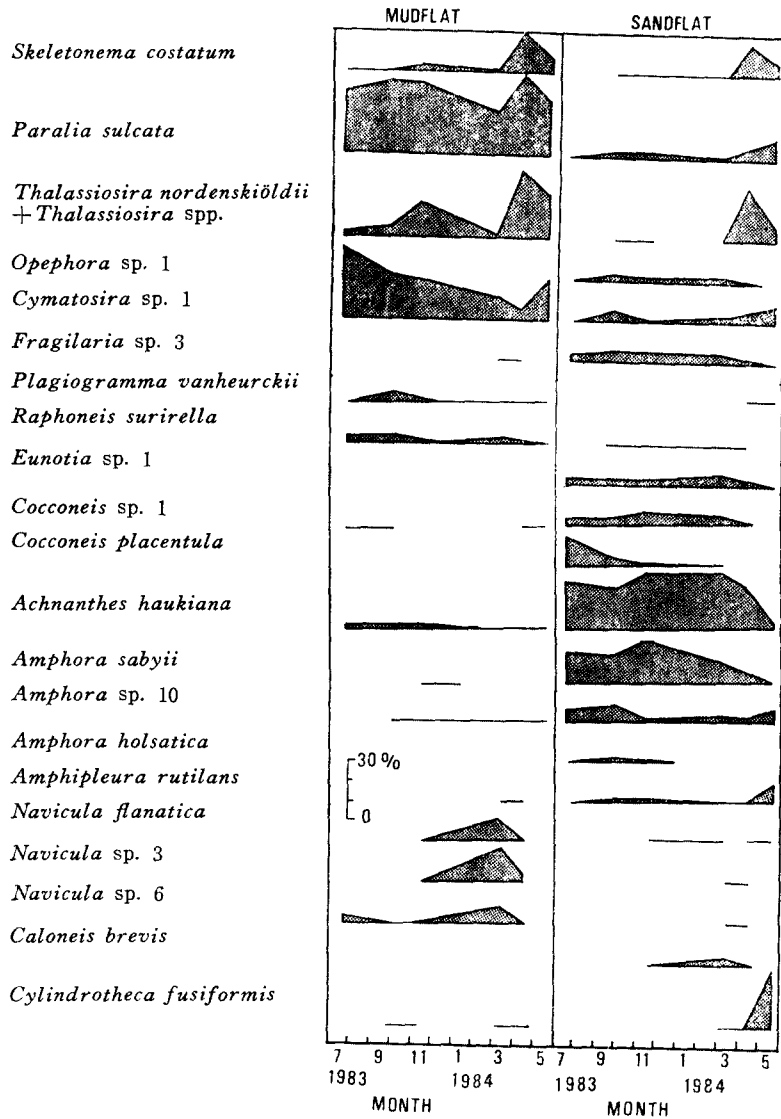 MUDFLAT SANDFLAT
Skeletonema costatum
Paralia sulcata
Thalassiosira nordenskiöldii
+Thalassiosira spp.
Opephora sp. 1
Cymatosira sp. 1
Fragilaria sp. 3
Plagiogramma vanheurckii
Raphoneis surirella
Eunotia sp. 1
Cocconeis sp. 1
Cocconeis placentula
Achnanthes haukiana
Amphora sabyii
Amphora sp. 10
Amphora holsatica
Amphipleura rutilans
30 %
0
Navicula flanatica
Navicula sp. 3
Navicula sp. 6
Caloneis brevis
Cylindrotheca fusiformis
7 9 11 1 3 5 7 9 11 1 3 5
1983 1984 1983 1984
MONTH MONTH